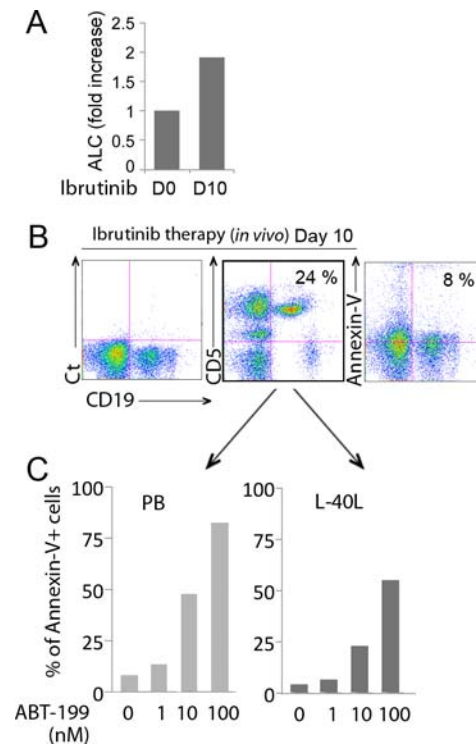 A
ALC (fold increase)
2.5
2
1.5
1
0.5
0
Ibrutinib D0 D10
B
Ibrutinib therapy (in vivo) Day 10
Ct
CD5
24 %
Annexin-V
8 %
CD19
C
% of Annexin-V+ cells
100
75
50
25
0
PB
100
75
50
25
0
L-40L
ABT-199 0 1 10 100 0 1 10 100
(nM)